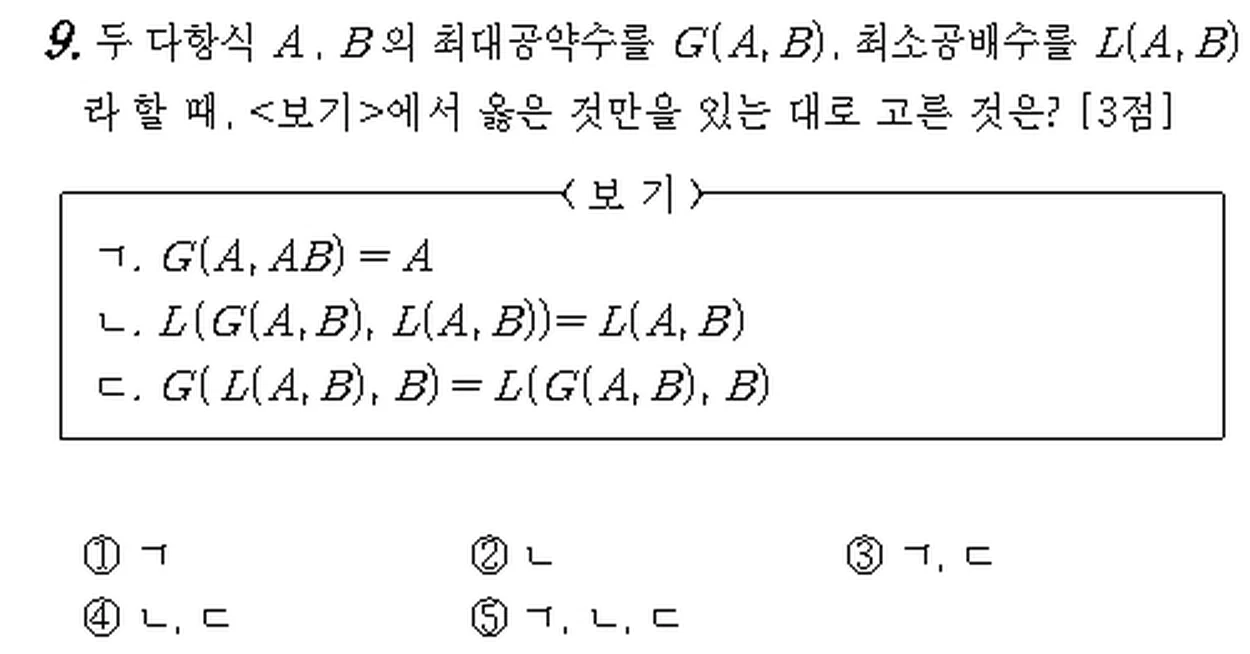 9. 두 다항식 A, B의 최대공약수를 G(A, B), 최소공배수를 L(A, B)
라 할 때, <보기>에서 옳은 것만을 있는 대로 고른 것은? [3점]
〈 보 기 〉
ㄱ. G(A, AB) = A
ㄴ. L(G(A, B), L(A, B))= L(A, B)
ㄷ. G( L(A, B), B) = L(G(A, B), B)
① ㄱ ② ㄴ ③ ㄱ, ㄷ
④ ㄴ, ㄷ ⑤ ㄱ, ㄴ, ㄷ